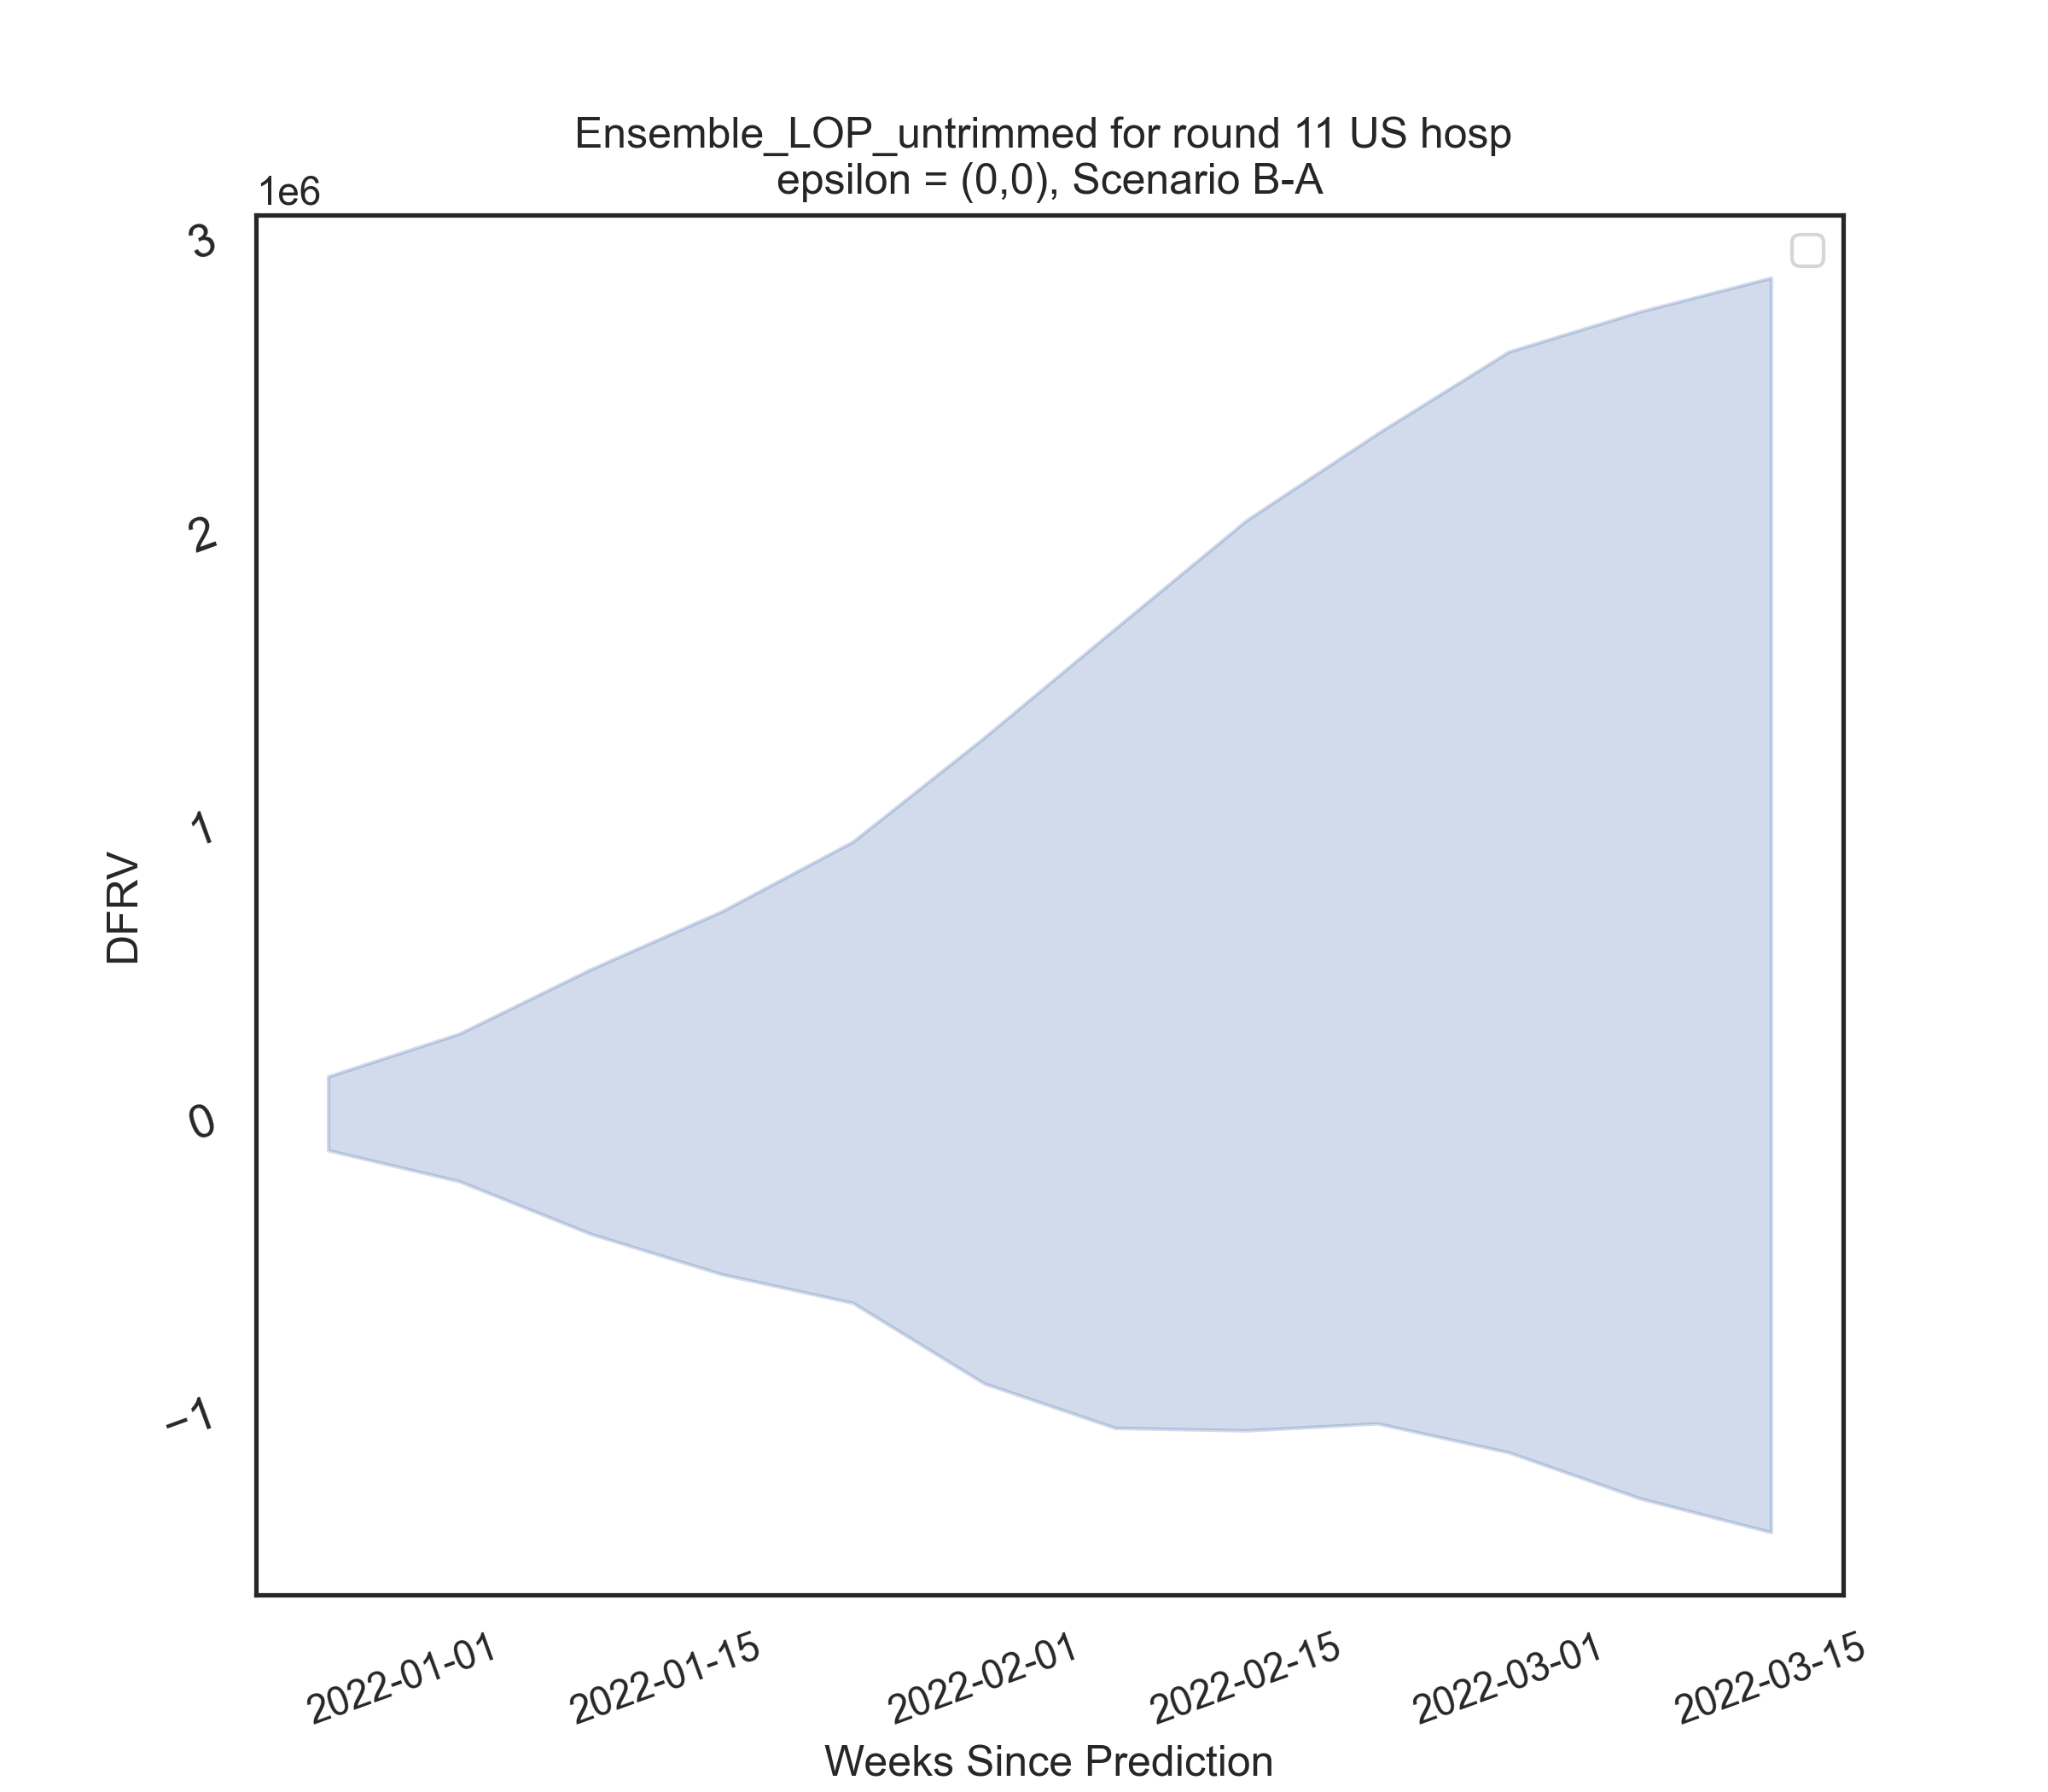 Ensemble_LOP_untrimmed for round 11 US hosp
epsilon = (0,0), Scenario B-A
1e6
3
2
1
0
−1
DFRV
2022-01-01
2022-01-15
2022-02-01
2022-02-15
2022-03-01
2022-03-15
Weeks Since Prediction